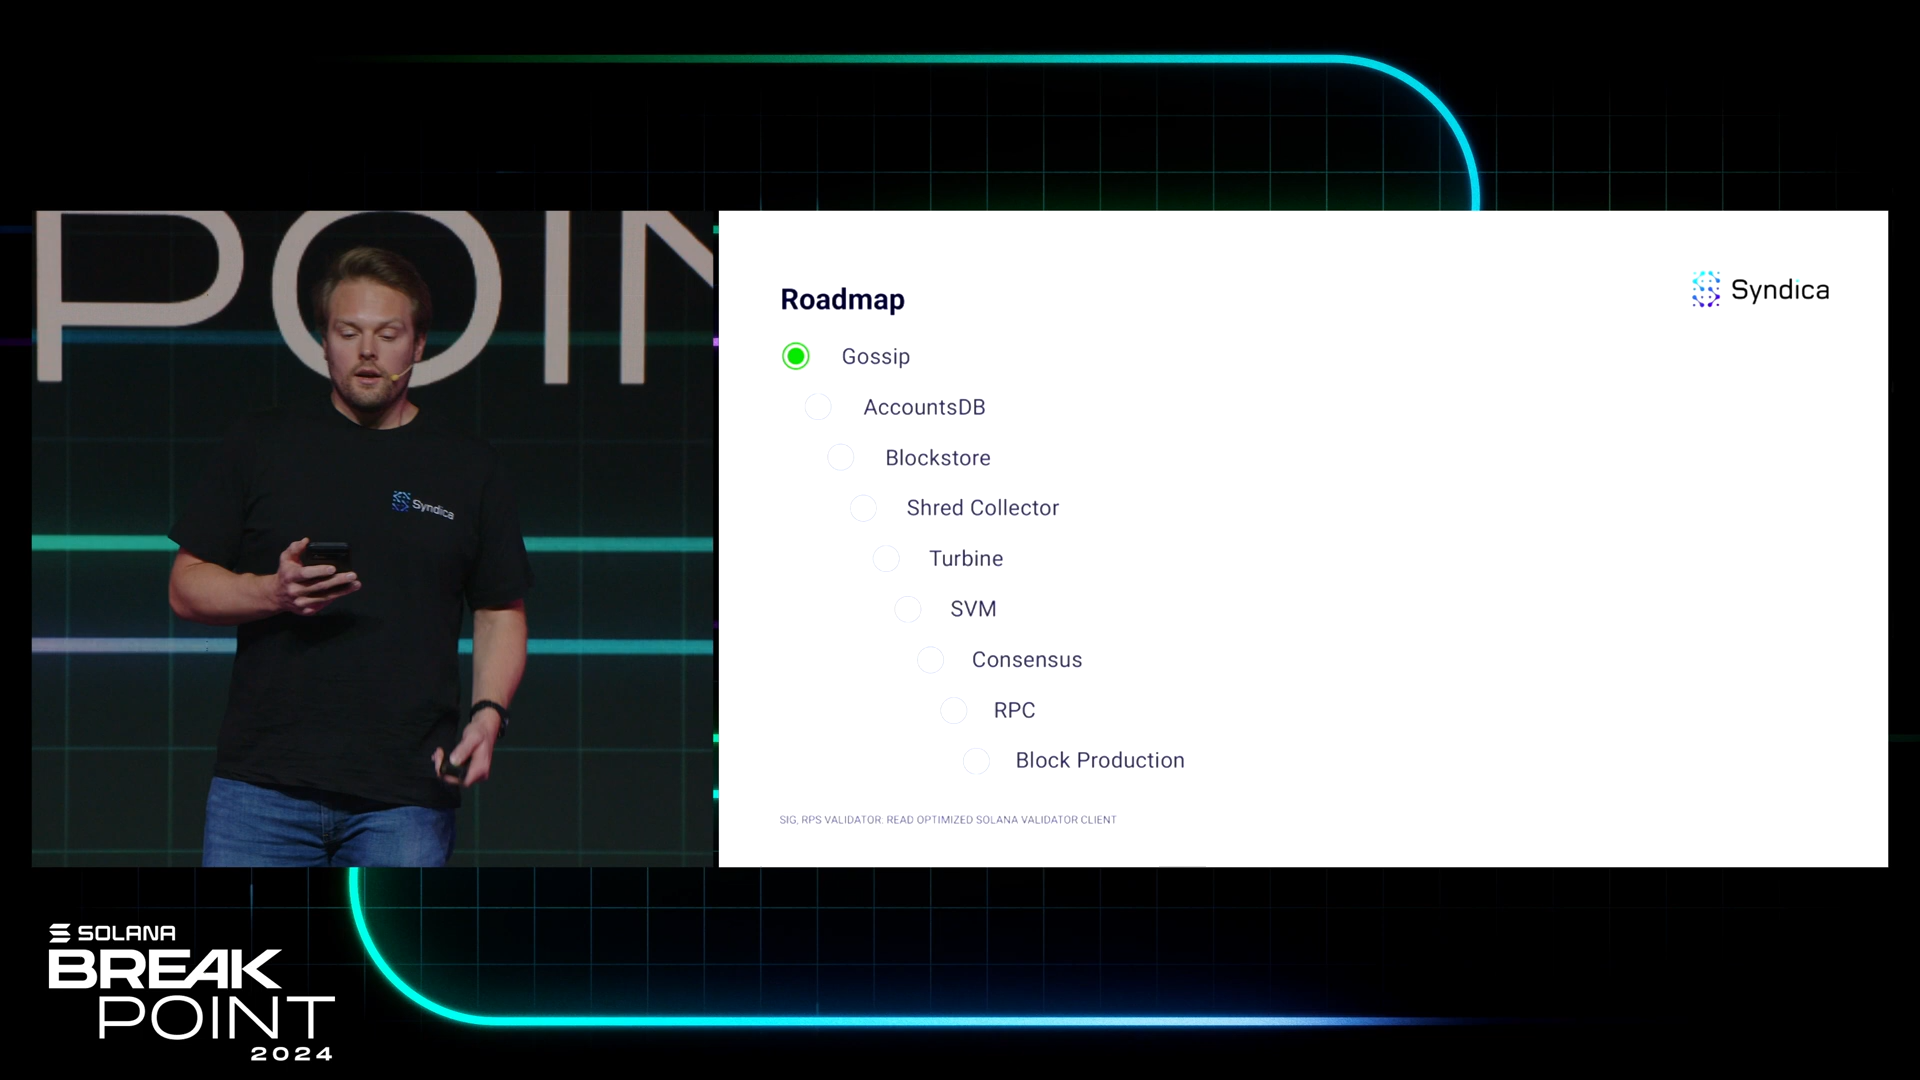 POIN
Syndica
Roadmap
Syndica
Gossip
AccountsDB
Blockstore
Shred Collector
Turbine
SVM
Consensus
RPC
Block Production
SIG, RPS VALIDATOR: READ OPTIMIZED SOLANA VALIDATOR CLIENT
SOLANA
BREAK
POINT
2024